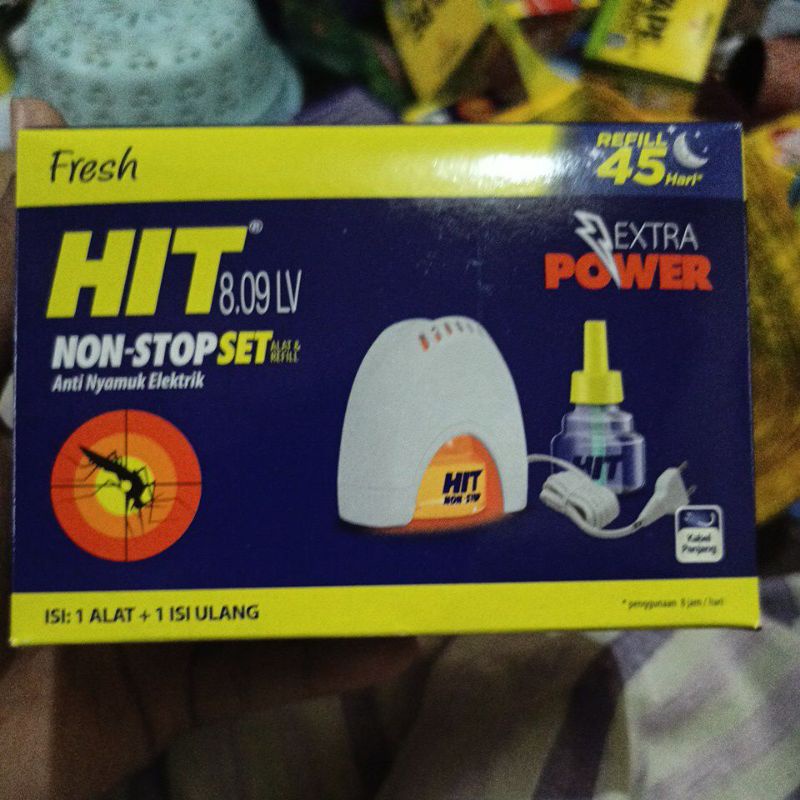 Fresh
REFILL
45 Hari*
HIT®
8.09 LV
EXTRA
POWER
NON-STOP SET ALAT &
REFILL
Anti Nyamuk Elektrik
HIT
NON-STOP
HIT
Kabel
Panjang
ISI: 1 ALAT + 1 ISI ULANG
* penggunaan 8 jam / hari